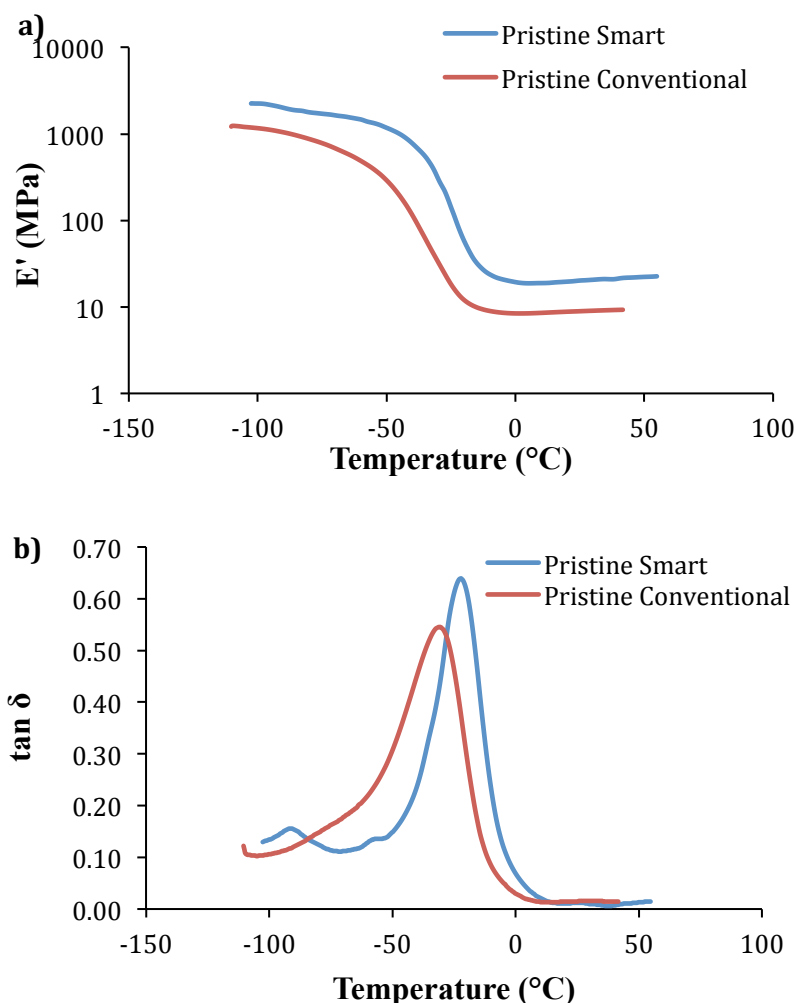 a)
Pristine Smart
Pristine Conventional
10000
1000
100
10
1
E' (MPa)
-150 -100 -50 0 50 100
Temperature (°C)
b)
Pristine Smart
Pristine Conventional
0.70
0.60
0.50
0.40
0.30
0.20
0.10
0.00
tan δ
-150 -100 -50 0 50 100
Temperature (°C)